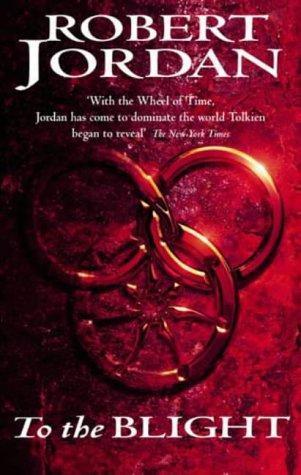 ROBERT
JORDAN
‘With the Wheel of Time,
Jordan has come to dominate the world Tolkien
began to reveal’ The New York Times
To the BLIGHT